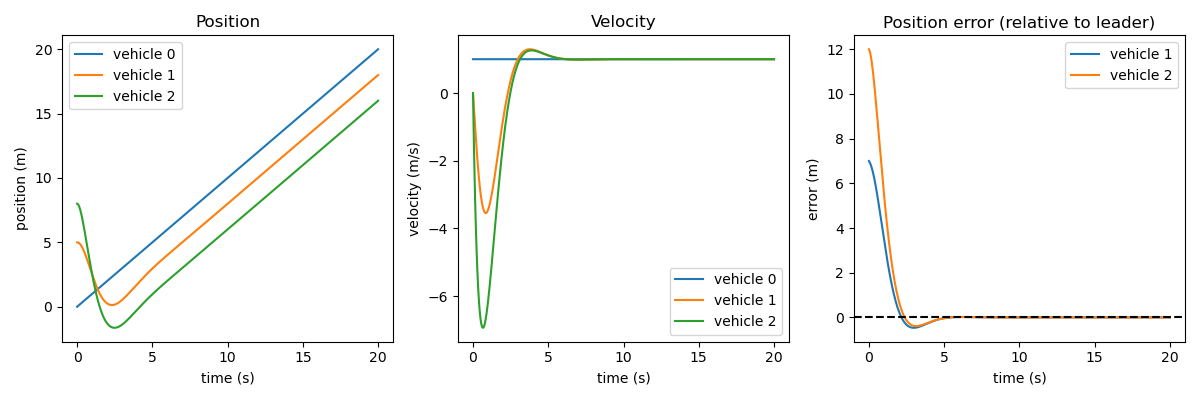 Position
position (m)
20
15
10
5
0
0 5 10 15 20
time (s)
vehicle 0
vehicle 1
vehicle 2
Velocity
velocity (m/s)
0
−2
−4
−6
0 5 10 15 20
time (s)
vehicle 0
vehicle 1
vehicle 2
Position error (relative to leader)
error (m)
12
10
8
6
4
2
0
0 5 10 15 20
time (s)
vehicle 1
vehicle 2